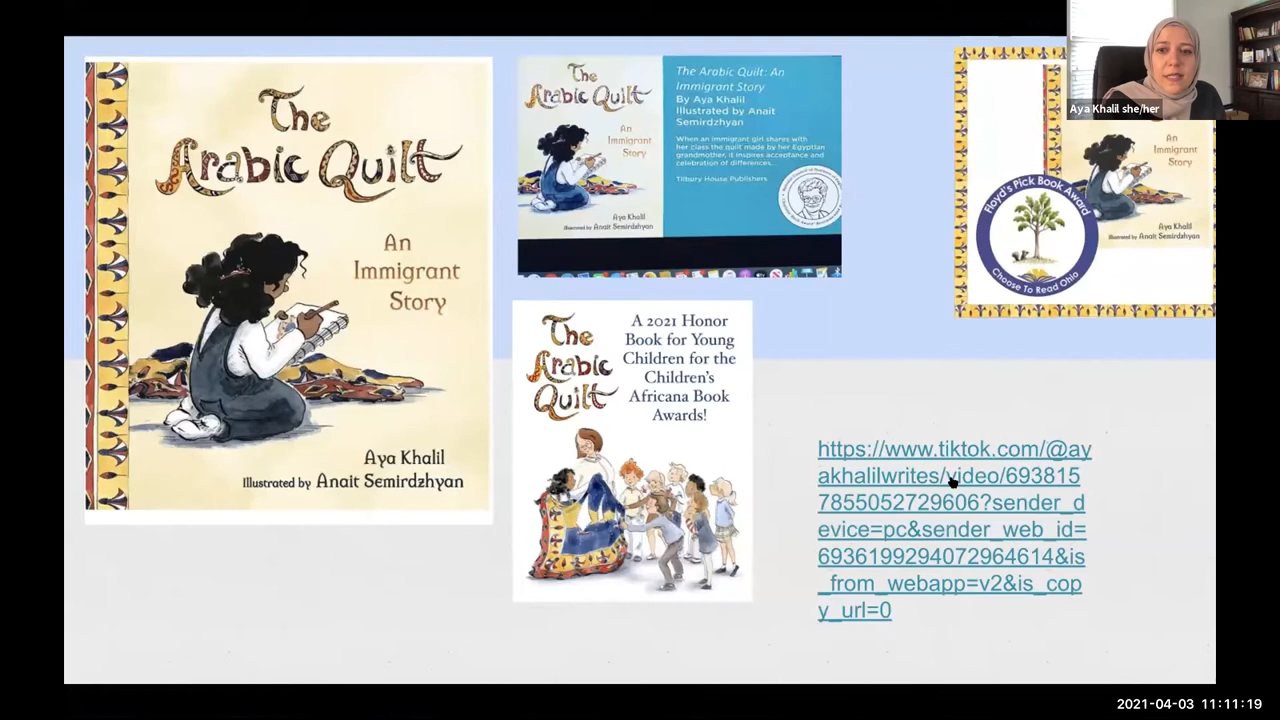 The
Arabic Quilt
An
Immigrant
Story
Aya Khalil
Illustrated by Anait Semirdzhyan
The
Arabic Quilt
An
Immigrant
Story
Aya Khalil
Illustrated by Anait Semirdzhyan
The Arabic Quilt: An
Immigrant Story
By Aya Khalil
Illustrated by Anait
Semirdzhyan
When an immigrant girl shares with
her class the quilt made by her Egyptian
grandmother, it inspires acceptance and
celebration of differences.
Tilbury House Publishers
The
Arabic
Quilt
A 2021 Honor
Book for Young
Children for the
Children's
Africana Book
Awards!
An
Immigrant
Story
Aya Khalil
Illustrated by Anait Semirdzhyan
Floyd's Pick Book Award
Choose To Read Ohio
Aya Khalil she/her
https://www.tiktok.com/@ay
akhalilwrites/video/693815
7855052729606?sender_d
evice=pc&sender_web_id=
6936199294072964614&is
_from_webapp=v2&is_cop
y_url=0
2021-04-03 11:11:19